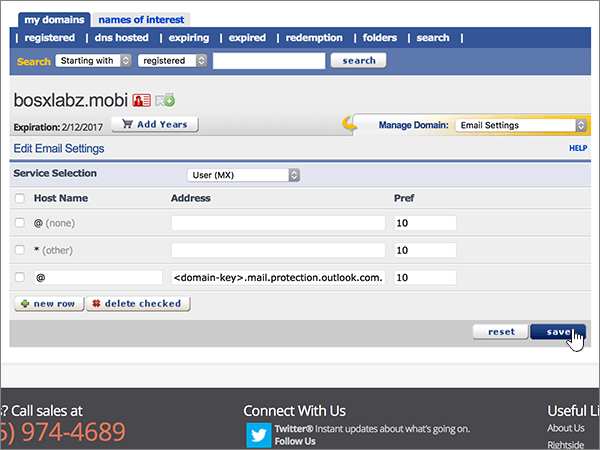 my domains names of interest
registered | dns hosted | expiring | expired | redemption | folders | search |
Search Starting with registered search
bosxlabz.mobi
Expiration: 2/12/2017 Add Years Manage Domain: Email Settings
Edit Email Settings HELP
Service Selection User (MX)
Host Name Address Pref
@ (none) 10
* (other) 10
@ <domain-key>.mail.protection.outlook.com. 10
new row delete checked
reset save
s? Call sales at Connect With Us Useful Li
5) 974-4689 Twitter® Instant updates about what's going on. About Us
Follow Us Rightside